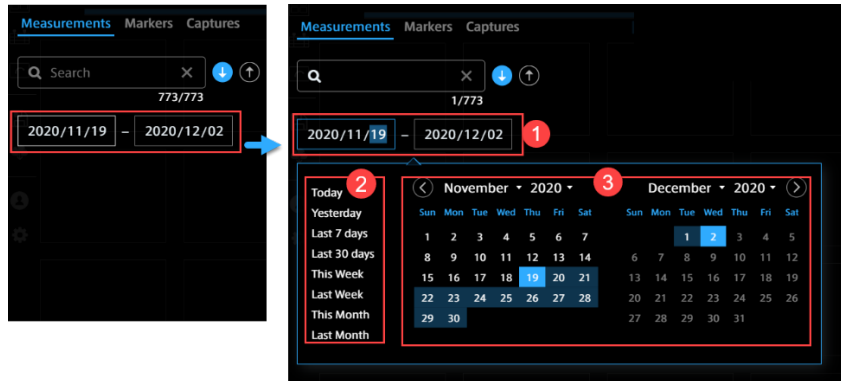 Measurements Markers Captures
Search
773/773
2020/11/19 – 2020/12/02
Measurements Markers Captures
1/773
2020/11/19 – 2020/12/02 1
2
Today
Yesterday
Last 7 days
Last 30 days
This Week
Last Week
This Month
Last Month
3
November 2020
Sun Mon Tue Wed Thu Fri Sat
1 2 3 4 5 6 7
8 9 10 11 12 13 14
15 16 17 18 19 20 21
22 23 24 25 26 27 28
29 30
December 2020
Sun Mon Tue Wed Thu Fri Sat
1 2 3 4 5
6 7 8 9 10 11 12
13 14 15 16 17 18 19
20 21 22 23 24 25 26
27 28 29 30 31